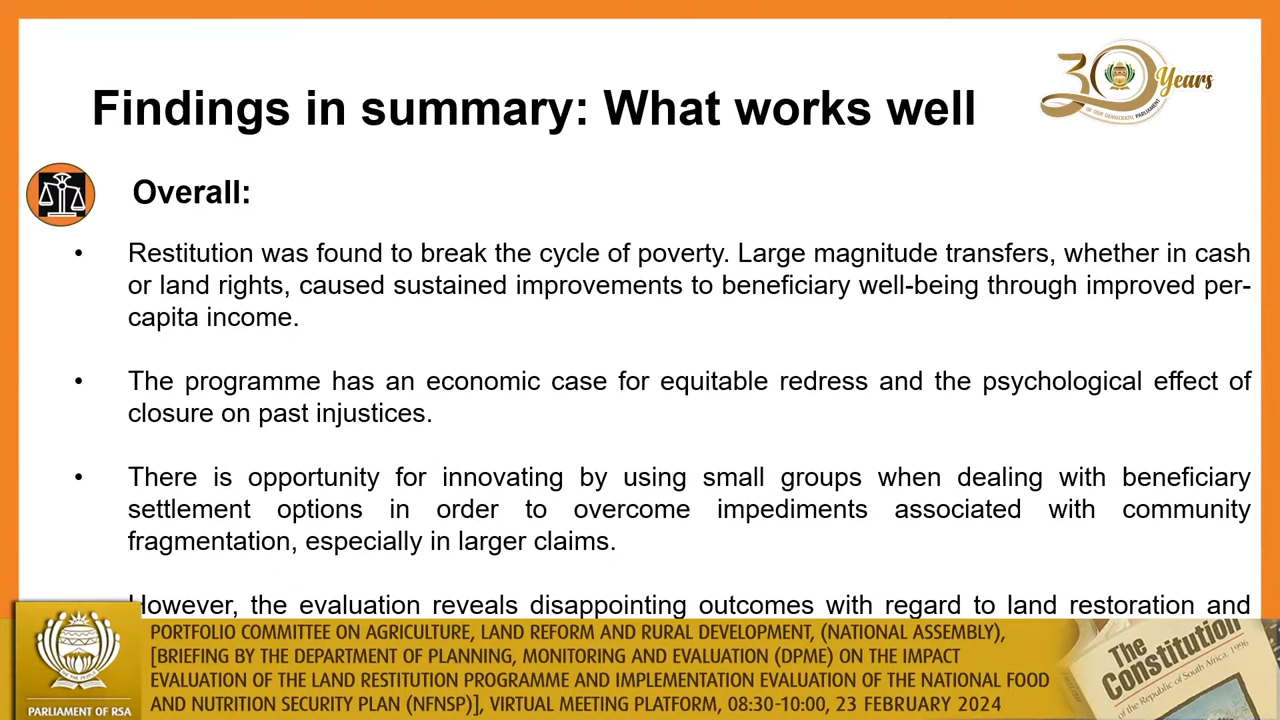 30 Years
OF OUR DEMOCRATIC PARLIAMENT
Findings in summary: What works well
Overall:
• Restitution was found to break the cycle of poverty. Large magnitude transfers, whether in cash
or land rights, caused sustained improvements to beneficiary well-being through improved per-
capita income.
• The programme has an economic case for equitable redress and the psychological effect of
closure on past injustices.
• There is opportunity for innovating by using small groups when dealing with beneficiary
settlement options in order to overcome impediments associated with community
fragmentation, especially in larger claims.
However, the evaluation reveals disappointing outcomes with regard to land restoration and
PORTFOLIO COMMITTEE ON AGRICULTURE, LAND REFORM AND RURAL DEVELOPMENT, (NATIONAL ASSEMBLY),
[BRIEFING BY THE DEPARTMENT OF PLANNING, MONITORING AND EVALUATION (DPME) ON THE IMPACT
EVALUATION OF THE LAND RESTITUTION PROGRAMME AND IMPLEMENTATION EVALUATION OF THE NATIONAL FOOD
AND NUTRITION SECURITY PLAN (NFNSP)], VIRTUAL MEETING PLATFORM, 08:30-10:00, 23 FEBRUARY 2024
PARLIAMENT OF RSA
The
Constitution
of the Republic of South Africa, 1996